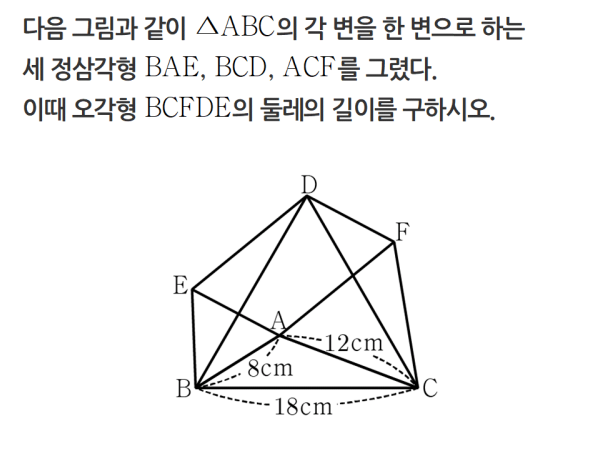 다음 그림과 같이 △ABC의 각 변을 한 변으로 하는
세 정삼각형 BAE, BCD, ACF를 그렸다.
이때 오각형 BCFDE의 둘레의 길이를 구하시오.
D
F
E
A
12cm
8cm
B
C
18cm